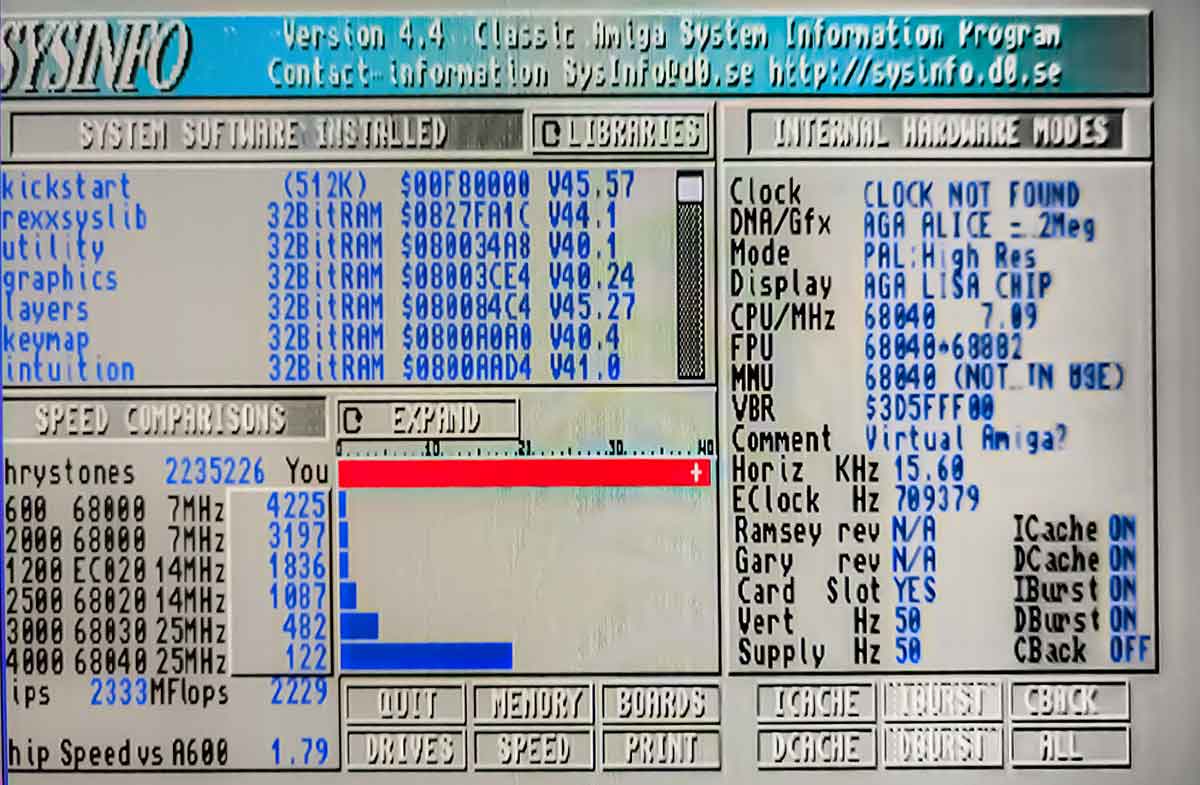 SYSINFO
Version 4.4 Classic Amiga System Information Program
Contact-information SysInfo@d0.se http://sysinfo.d0.se
SYSTEM SOFTWARE INSTALLED
LIBRARIES
kickstart (512K) $00F80000 V45.57
rexxsyslib 32BitRAM $0827FA1C V44.1
utility 32BitRAM $080034A8 V40.1
graphics 32BitRAM $08003CE4 V40.24
layers 32BitRAM $080084C4 V45.27
keymap 32BitRAM $0800A0A0 V40.4
intuition 32BitRAM $0800AAD4 V41.0
INTERNAL HARDWARE MODES
Clock CLOCK NOT FOUND
DNA/Gfx AGA ALICE = 2Meg
Mode PAL:High Res
Display AGA LISA CHIP
CPU/MHz 68040 7.09
FPU 68040+68882
MMU 68040 (NOT IN USE)
VBR $3D5FFF00
Comment Virtual Amiga?
Horiz KHz 15.60
EClock Hz 709379
Ramsey rev N/A ICache ON
Gary rev N/A DCache ON
Card Slot YES IBurst ON
Vert Hz 50 DBurst ON
Supply Hz 50 CBack OFF
SPEED COMPARISONS
EXPAND
10 30 40
hrystones 2235226 You
600 68000 7MHz 4225
2000 68000 7MHz 3197
1200 EC020 14MHz 1836
2500 68020 14MHz 1087
3000 68030 25MHz 482
4000 68040 25MHz 122
ips 2333 MFlops 2229
hip Speed vs A600 1.79
QUIT MEMORY BOARDS
DRIVES SPEED PRINT
ICACHE IBURST CBACK
DCACHE DBURST ALL